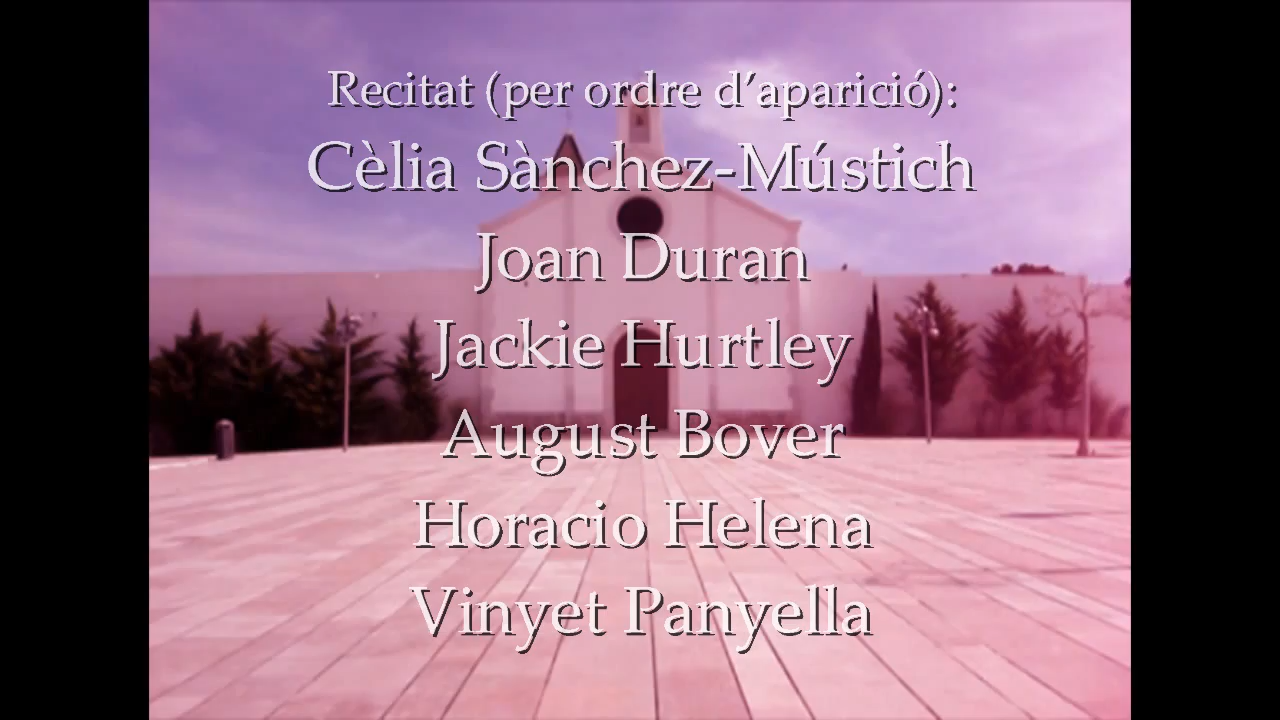 Recitat (per ordre d’aparició):
Cèlia Sànchez-Mústich
Joan Duran
Jackie Hurtley
August Bover
Horacio Helena
Vinyet Panyella